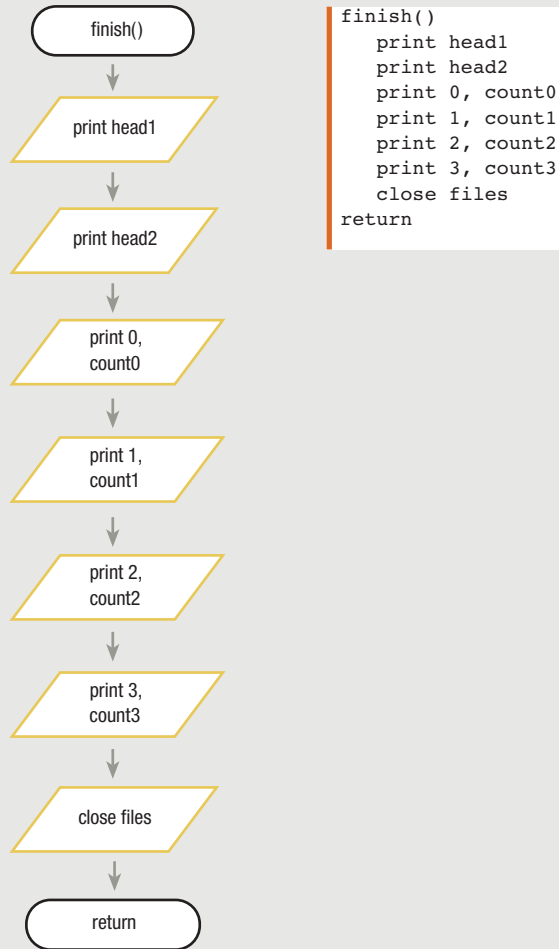 finish()
print head1
print head2
print 0,
count0
print 1,
count1
print 2,
count2
print 3,
count3
close files
return
finish()
print head1
print head2
print 0, count0
print 1, count1
print 2, count2
print 3, count3
close files
return